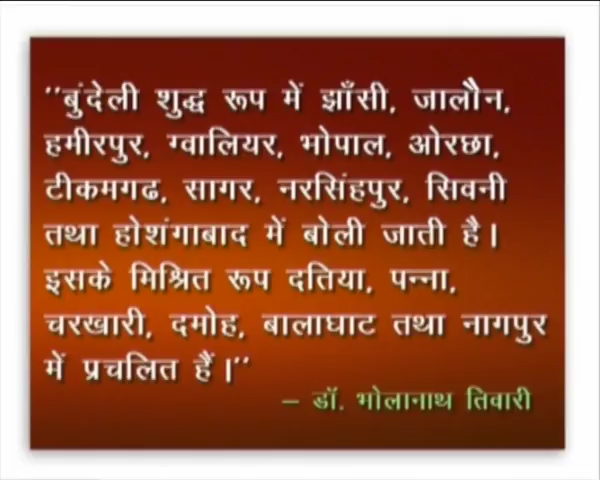 "बुंदेली शुद्ध रूप में झाँसी, जालौन,
हमीरपुर, ग्वालियर, भोपाल, ओरछा,
टीकमगढ, सागर, नरसिंहपुर, सिवनी
तथा होशंगाबाद में बोली जाती है।
इसके मिश्रित रूप दतिया, पन्ना,
चरखारी, दमोह, बालाघाट तथा नागपुर
में प्रचलित हैं।"
– डॉ. भोलानाथ तिवारी